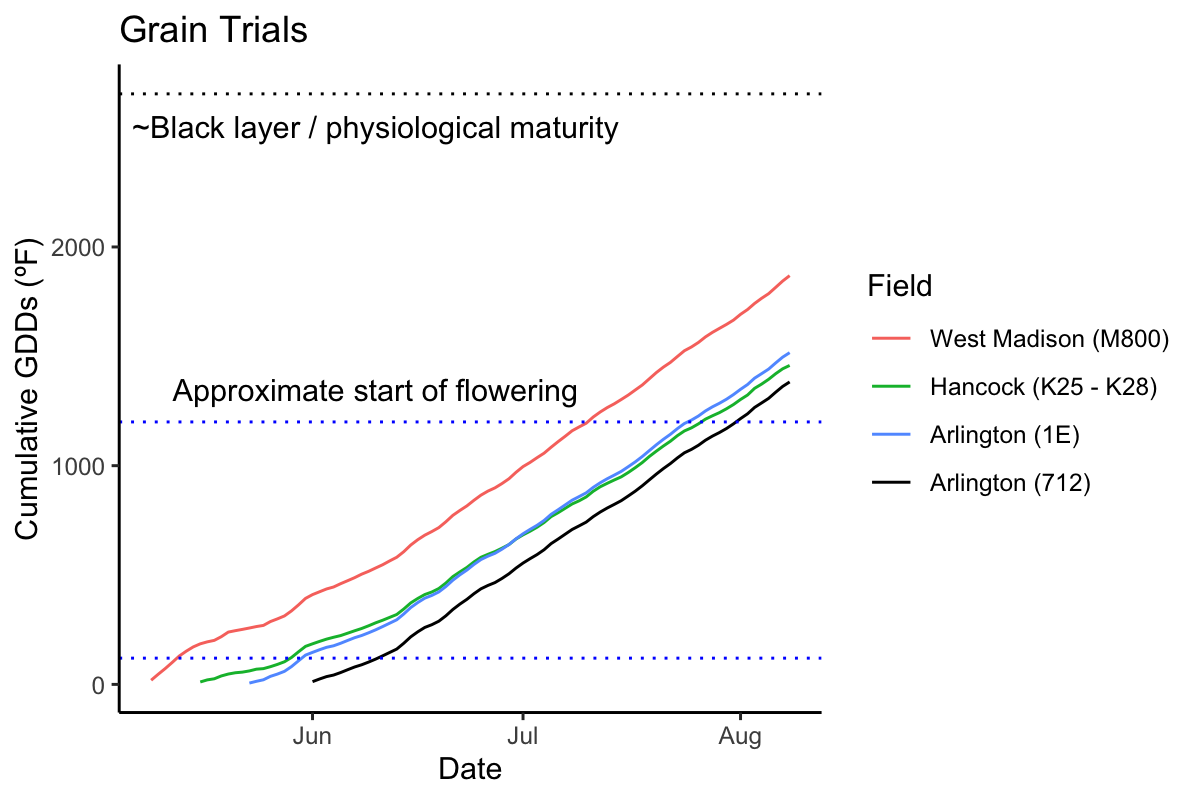 Grain Trials
~Black layer / physiological maturity
Approximate start of flowering
Cumulative GDDs (ºF)
2000
1000
0
Jun
Jul
Aug
Date
Field
West Madison (M800)
Hancock (K25 - K28)
Arlington (1E)
Arlington (712)